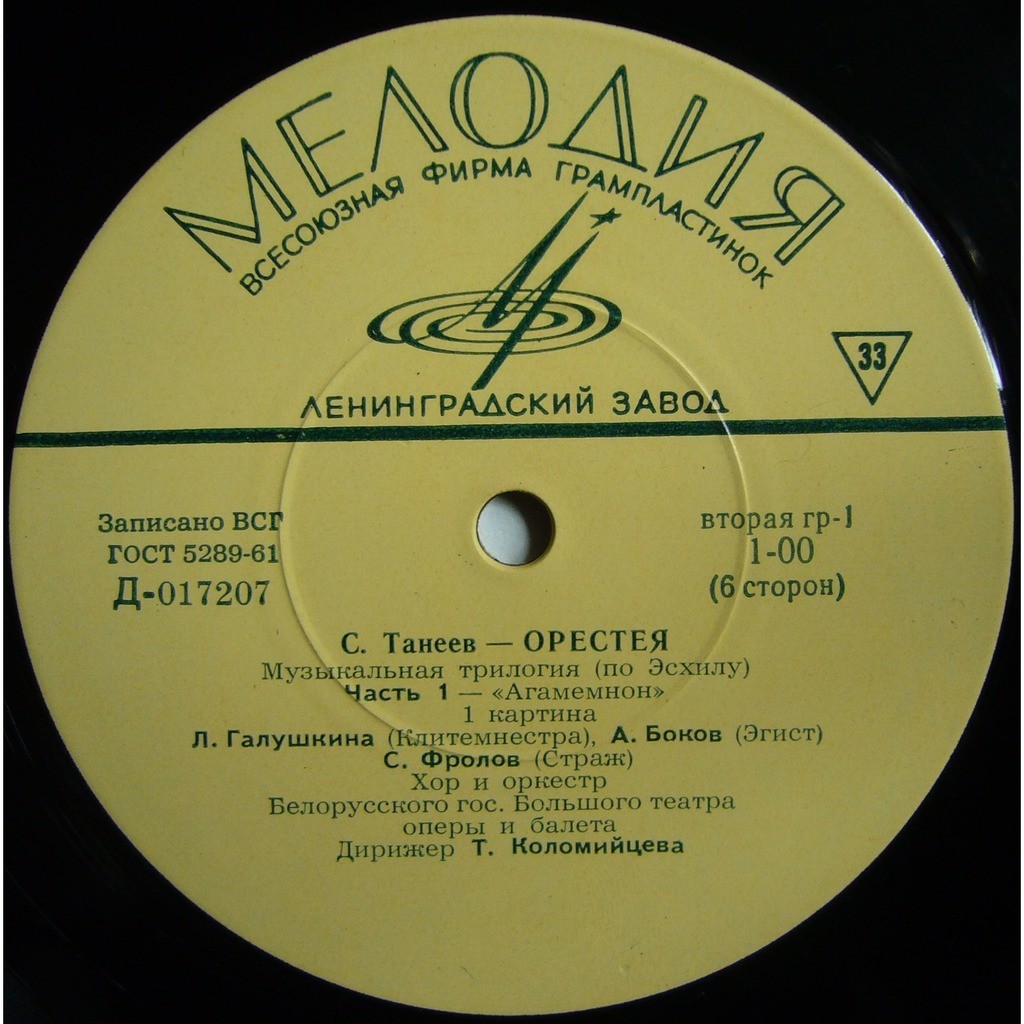 МЕЛОДИЯ
ВСЕСОЮЗНАЯ ФИРМА ГРАМПЛАСТИНОК
33
ЛЕНИНГРАДСКИЙ ЗАВОД
Записано ВСГ
ГОСТ 5289-61
Д-017207
вторая гр-1
1-00
(6 сторон)
С. Танеев — ОРЕСТЕЯ
Музыкальная трилогия (по Эсхилу)
Часть 1 — «Агамемнон»
1 картина
Л. Галушкина (Клитемнестра), А. Боков (Эгист)
С. Фролов (Страж)
Хор и оркестр
Белорусского гос. Большого театра
оперы и балета
Дирижер Т. Коломийцева